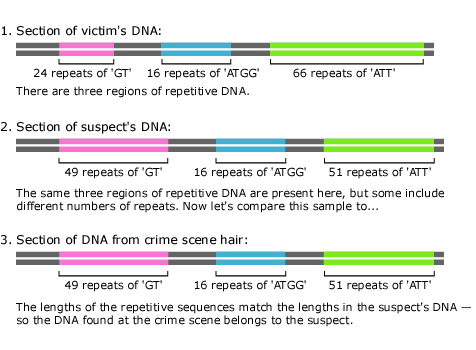 1. Section of victim's DNA:
24 repeats of 'GT' 16 repeats of 'ATGG' 66 repeats of 'ATT'
There are three regions of repetitive DNA.
2. Section of suspect's DNA:
49 repeats of 'GT' 16 repeats of 'ATGG' 51 repeats of 'ATT'
The same three regions of repetitive DNA are present here, but some include
different numbers of repeats. Now let's compare this sample to...
3. Section of DNA from crime scene hair:
49 repeats of 'GT' 16 repeats of 'ATGG' 51 repeats of 'ATT'
The lengths of the repetitive sequences match the lengths in the suspect's DNA —
so the DNA found at the crime scene belongs to the suspect.